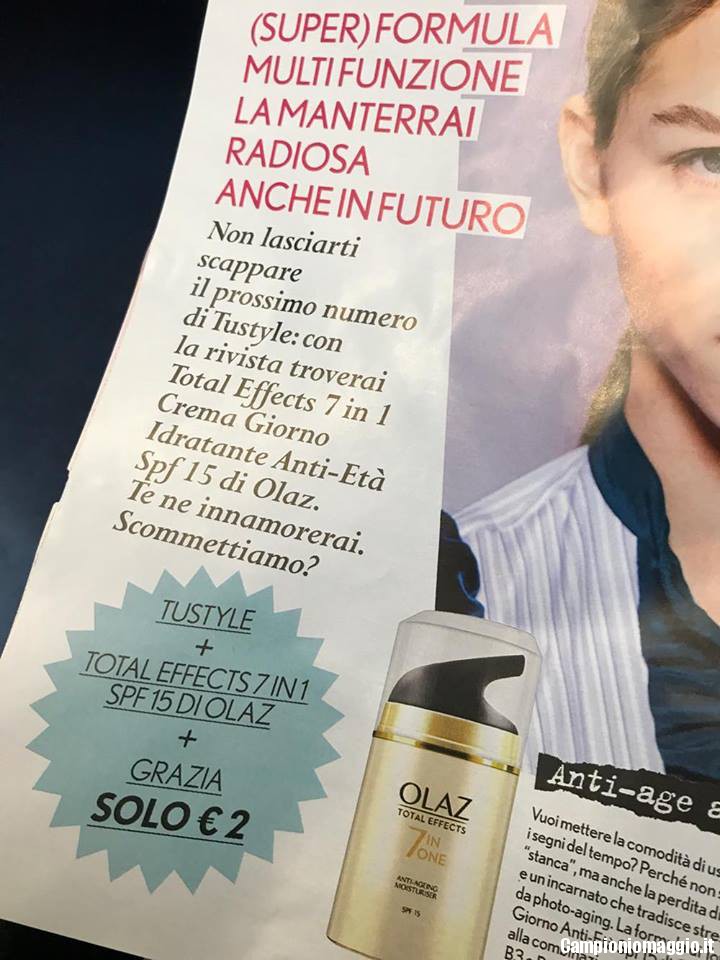 (SUPER) FORMULA
MULTIFUNZIONE
LA MANTERRAI
RADIOSA
ANCHE IN FUTURO
Non lasciarti
scappare
il prossimo numero
di Tustyle: con
la rivista troverai
Total Effects 7 in 1
Crema Giorno
Idratante Anti-Età
Spf 15 di Olaz.
Te ne innamorerai.
Scommettiamo?
TUSTYLE
+
TOTAL EFFECTS 7 IN 1
SPF 15 DI OLAZ
+
GRAZIA
SOLO € 2
OLAZ
TOTAL EFFECTS
7 IN
ONE
ANTI-AGEING
MOISTURISER
SPF 15
Anti-age
Vuoi mettere la comodità di
i segni del tempo? Perché non
"stanca", ma anche la perdita
e un incarnato che tradisce
da photo-aging. La
Giorno
alla
B3
Campioniomaggio.it